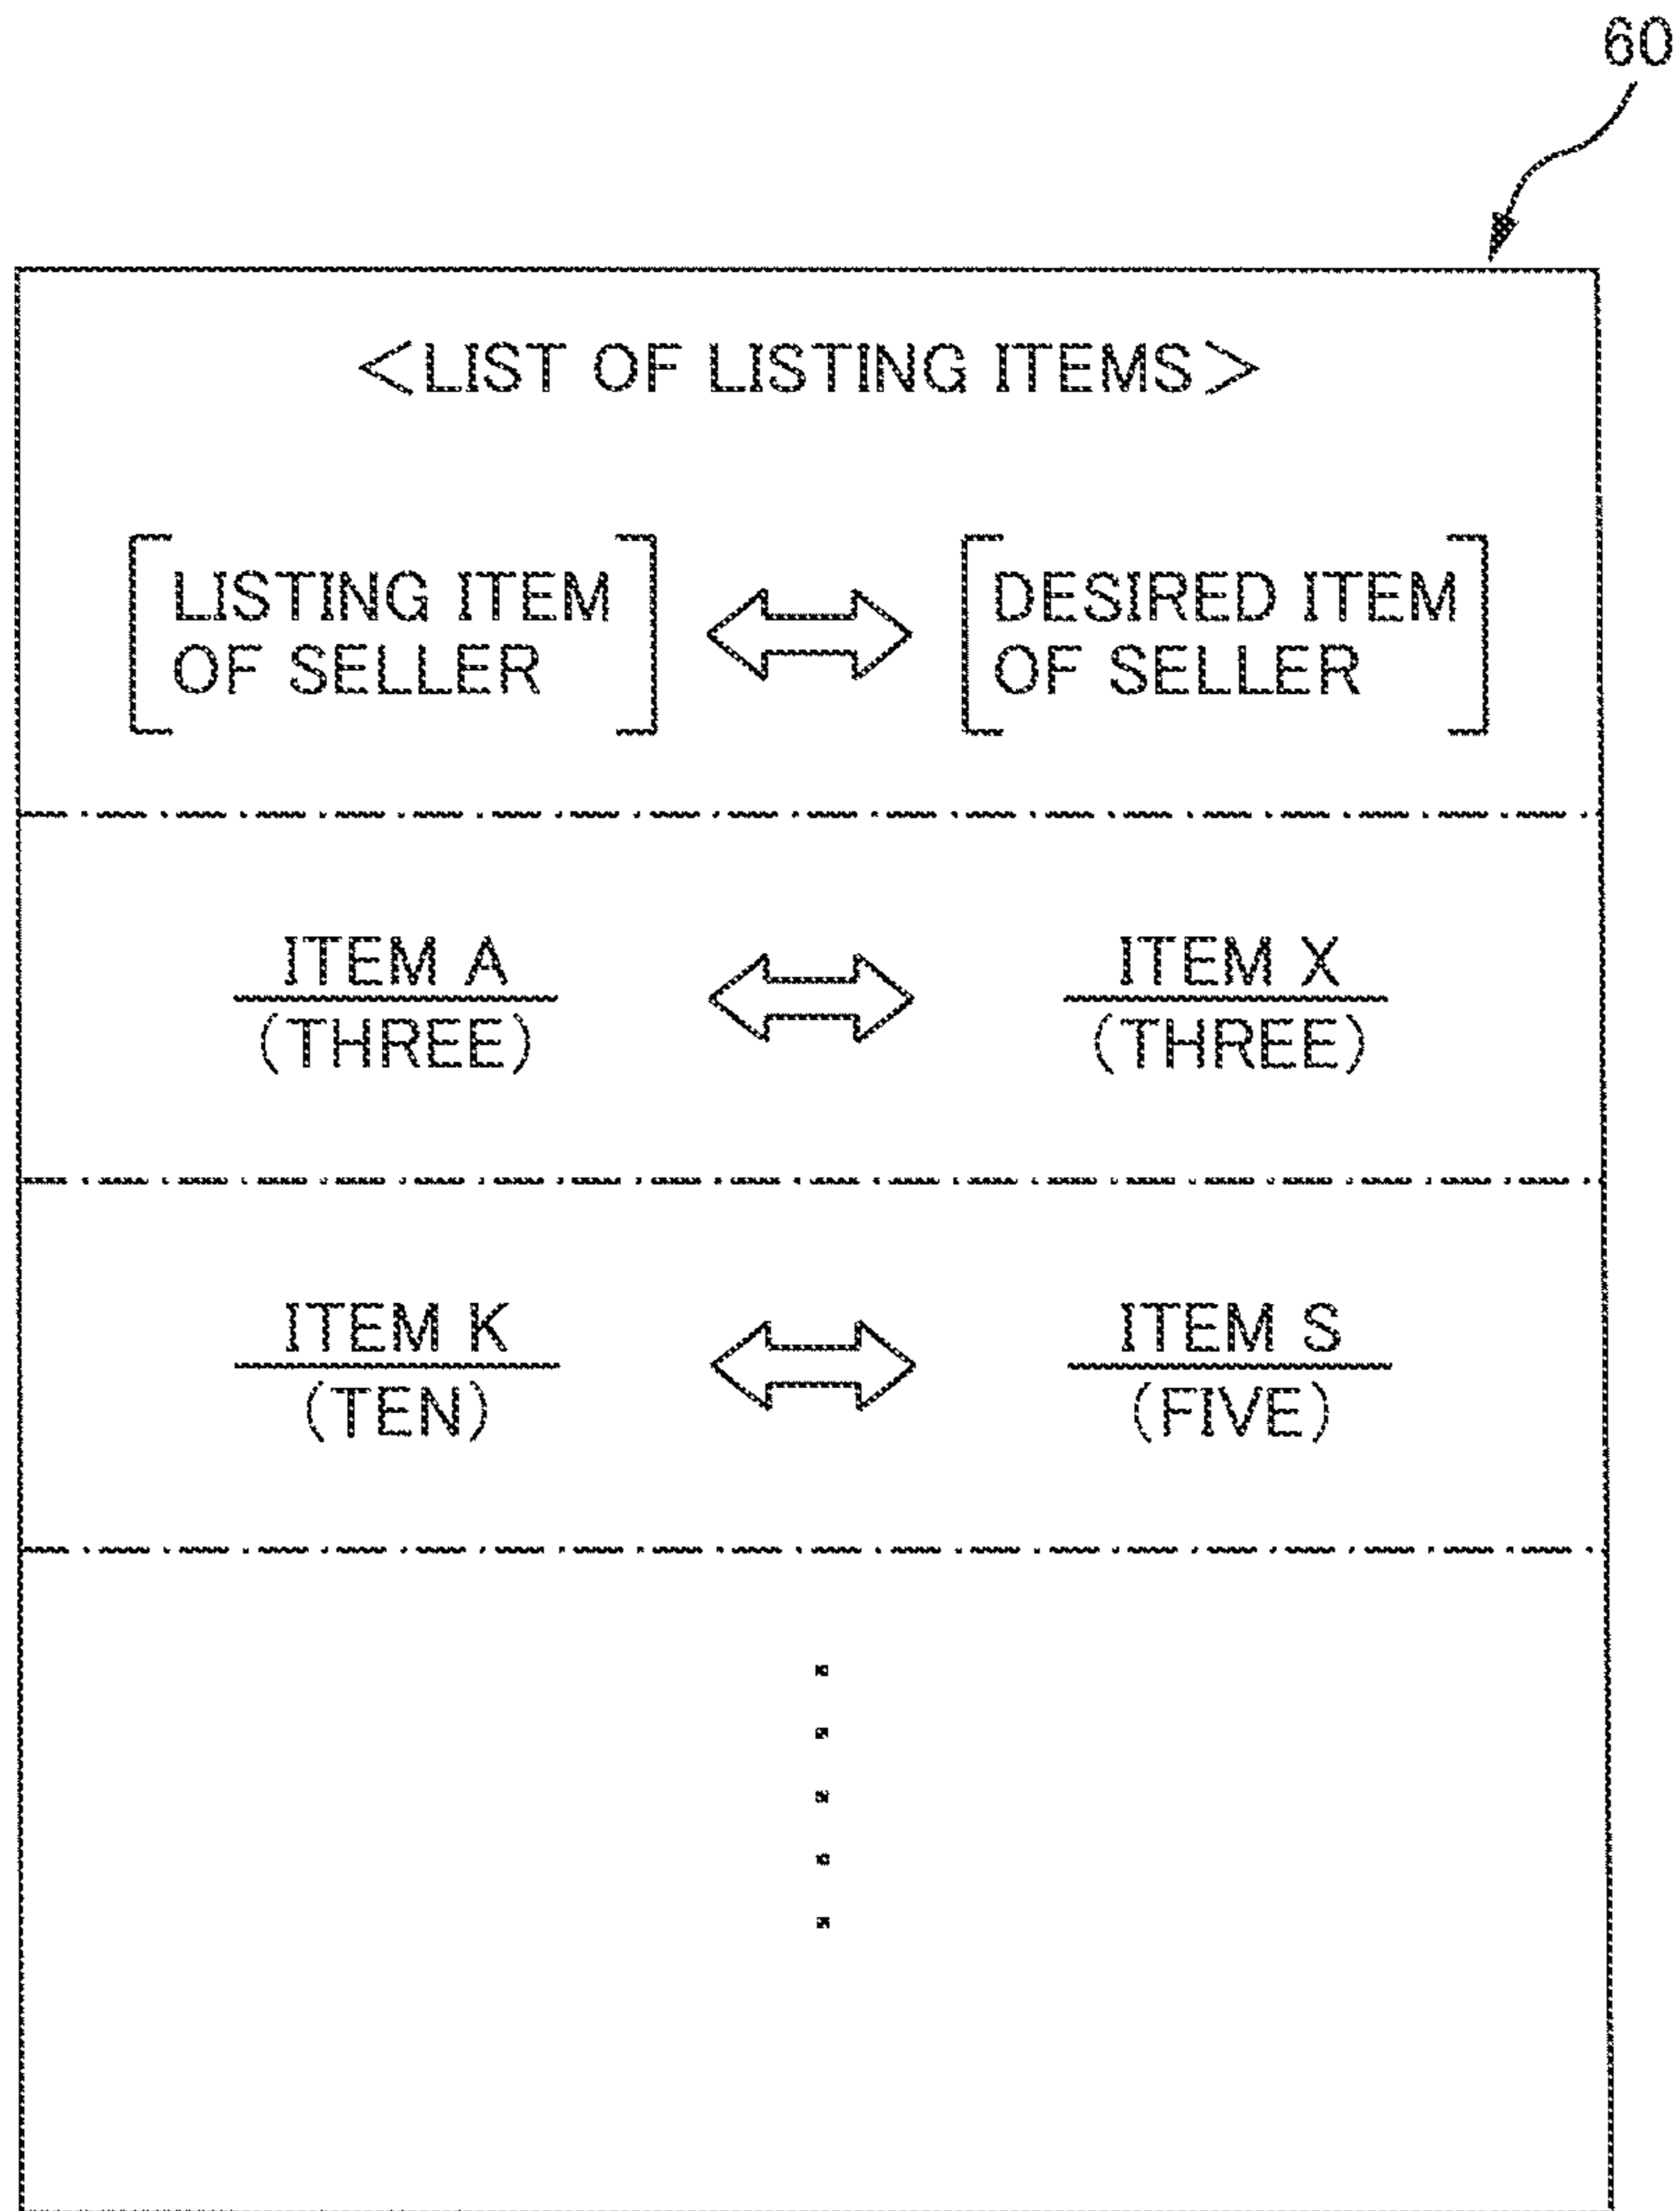 60
<LIST OF LISTING ITEMS>
LISTING ITEM
OF SELLER
DESIRED ITEM
OF SELLER
ITEM A
(THREE)
ITEM X
(THREE)
ITEM K
(TEN)
ITEM S
(FIVE)